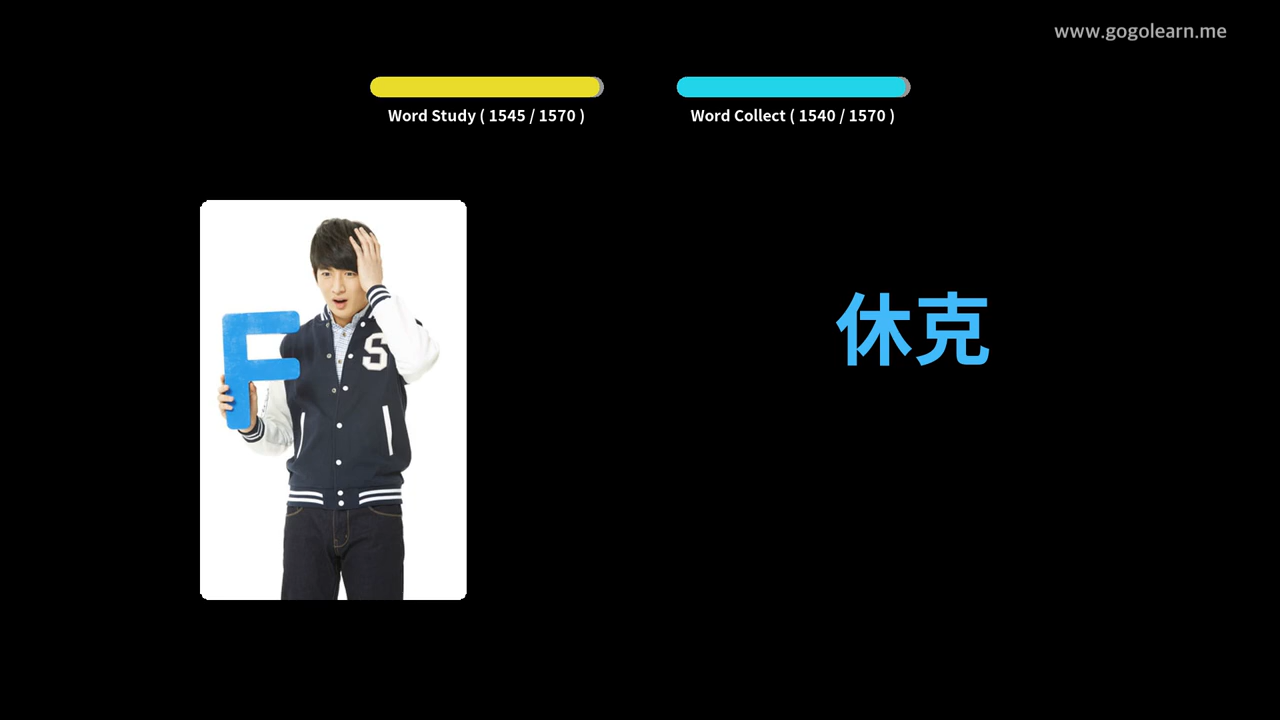 www.gogolearn.me
Word Study ( 1545 / 1570 )
Word Collect ( 1540 / 1570 )
F
S
休克